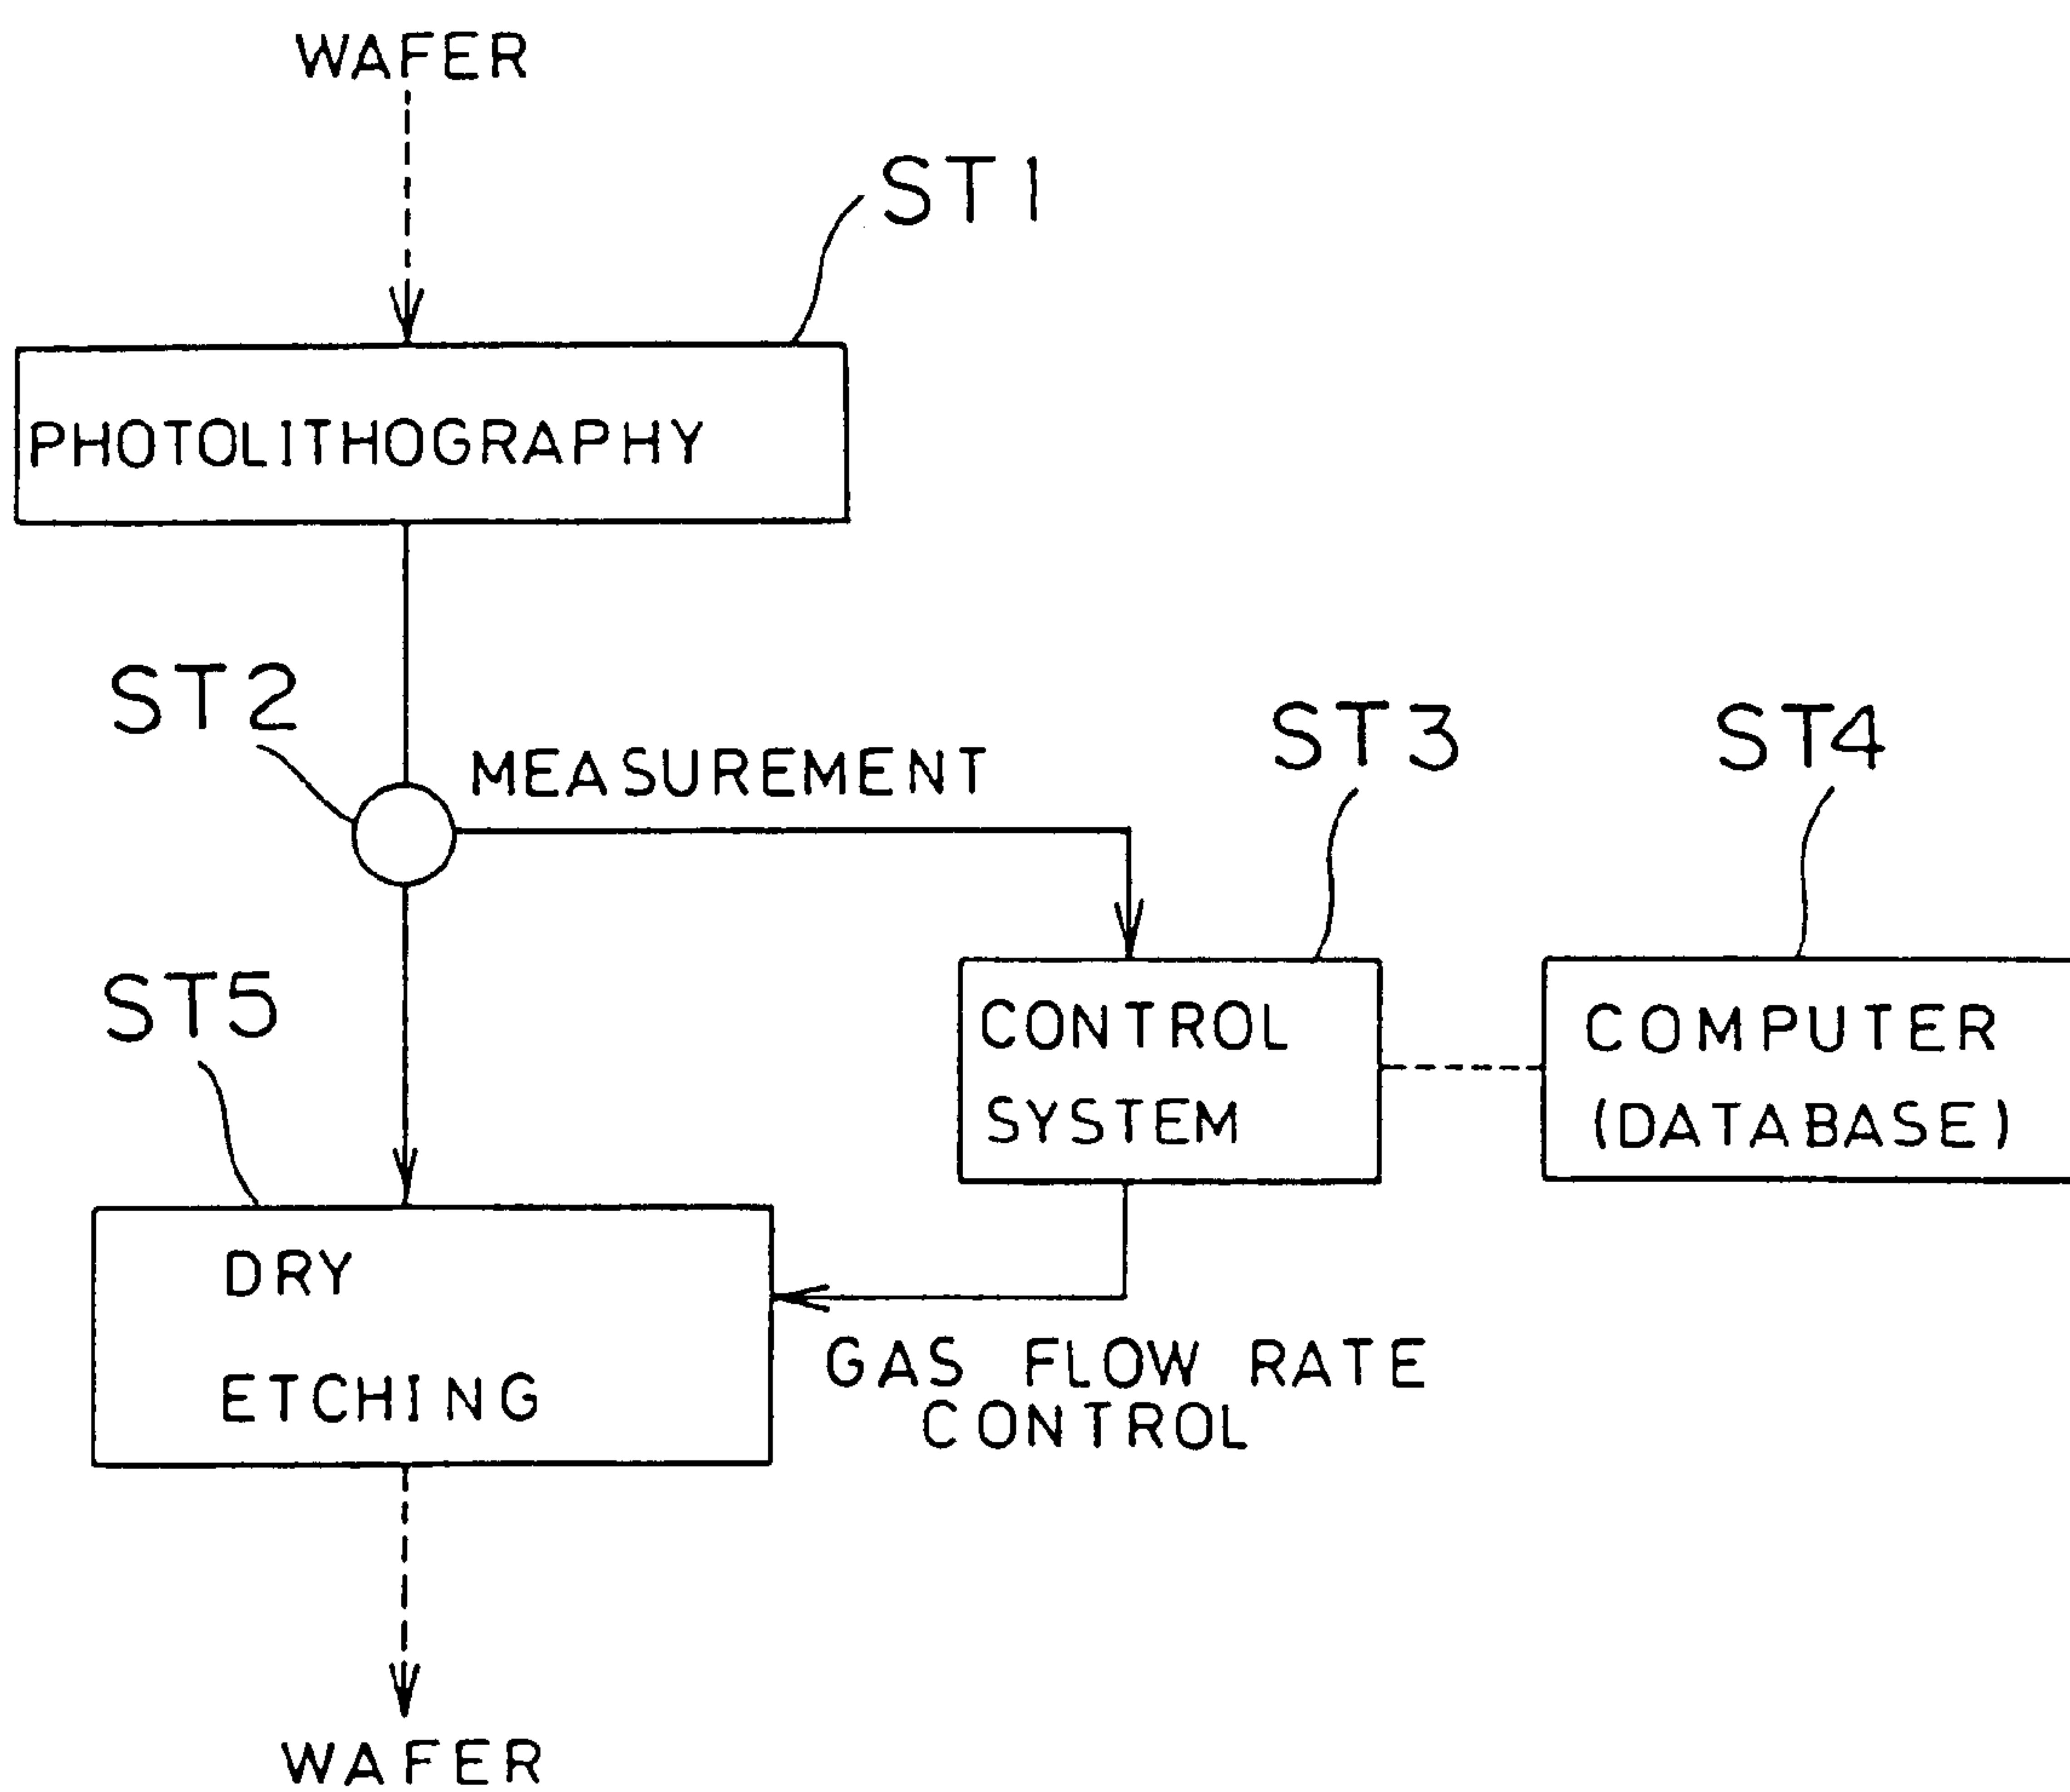 WAFER
ST1
PHOTOLITHOGRAPHY
ST2
MEASUREMENT
ST3
ST4
CONTROL
SYSTEM
COMPUTER
(DATABASE)
ST5
DRY
ETCHING
GAS FLOW RATE
CONTROL
WAFER